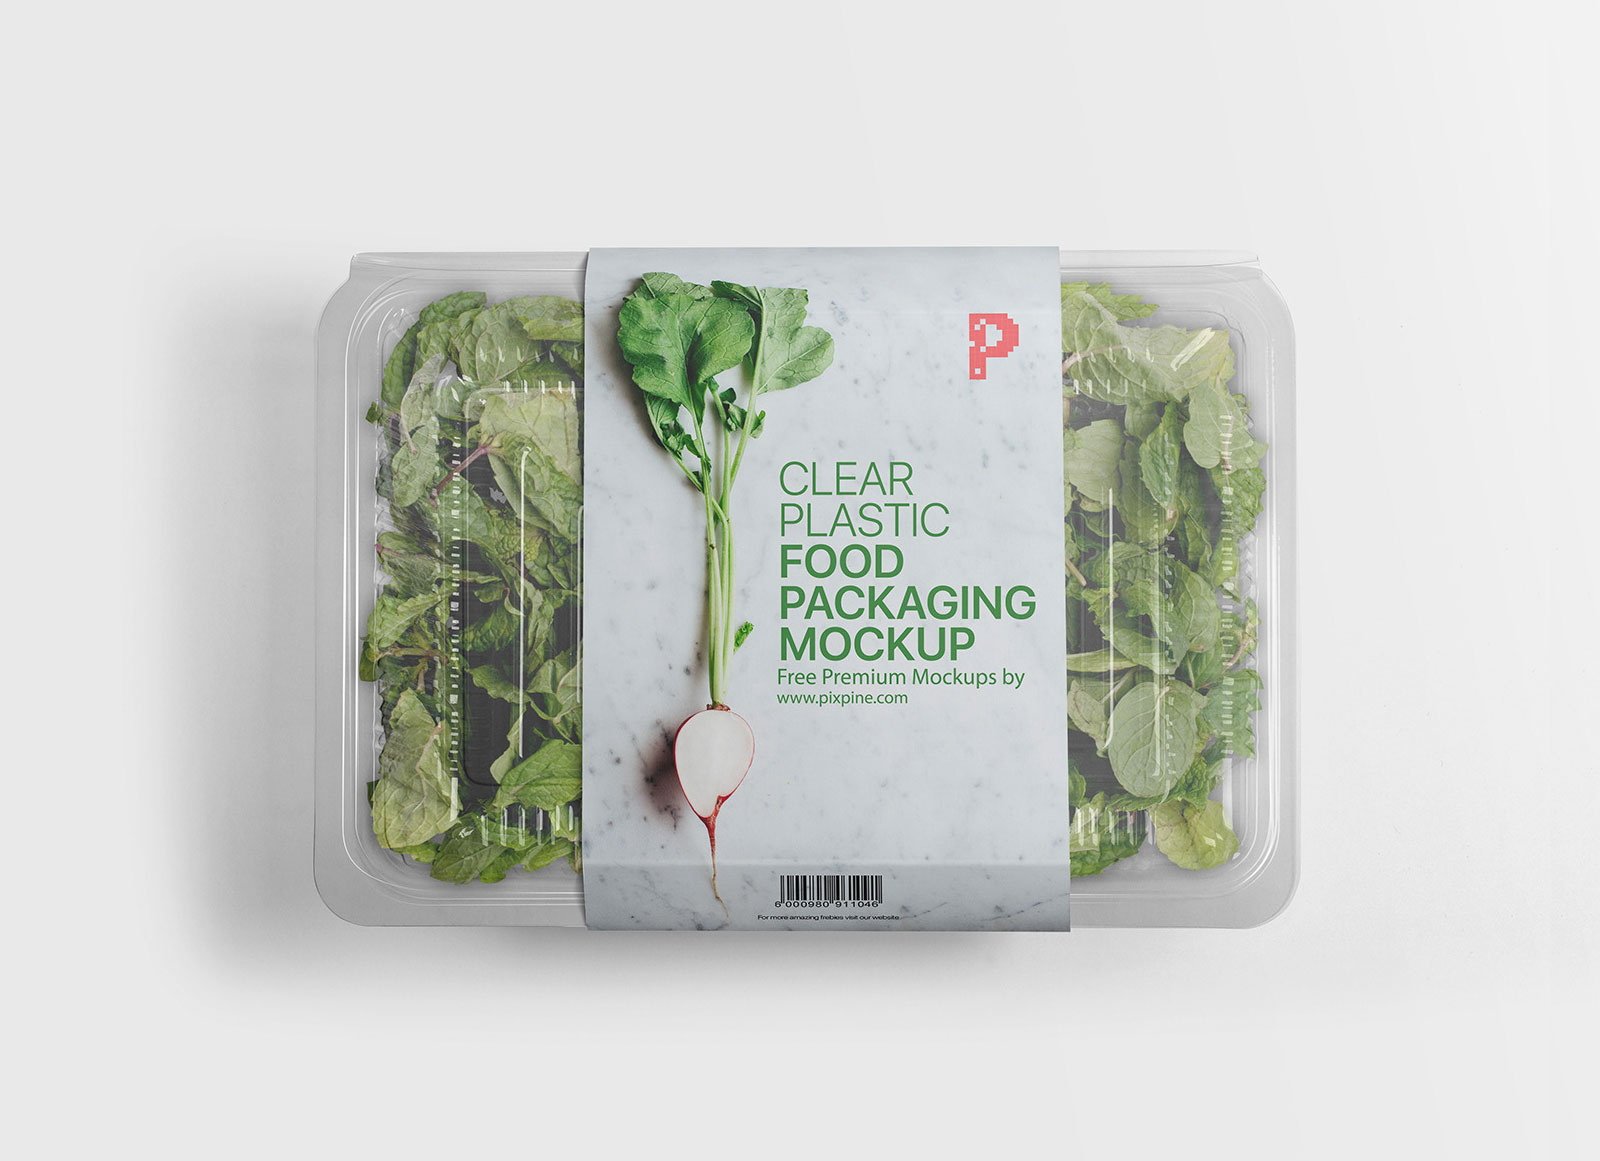 P
CLEAR
PLASTIC
FOOD
PACKAGING
MOCKUP
Free Premium Mockups by
www.pixpine.com
6 000980 911046
For more amazing frebies visit our website